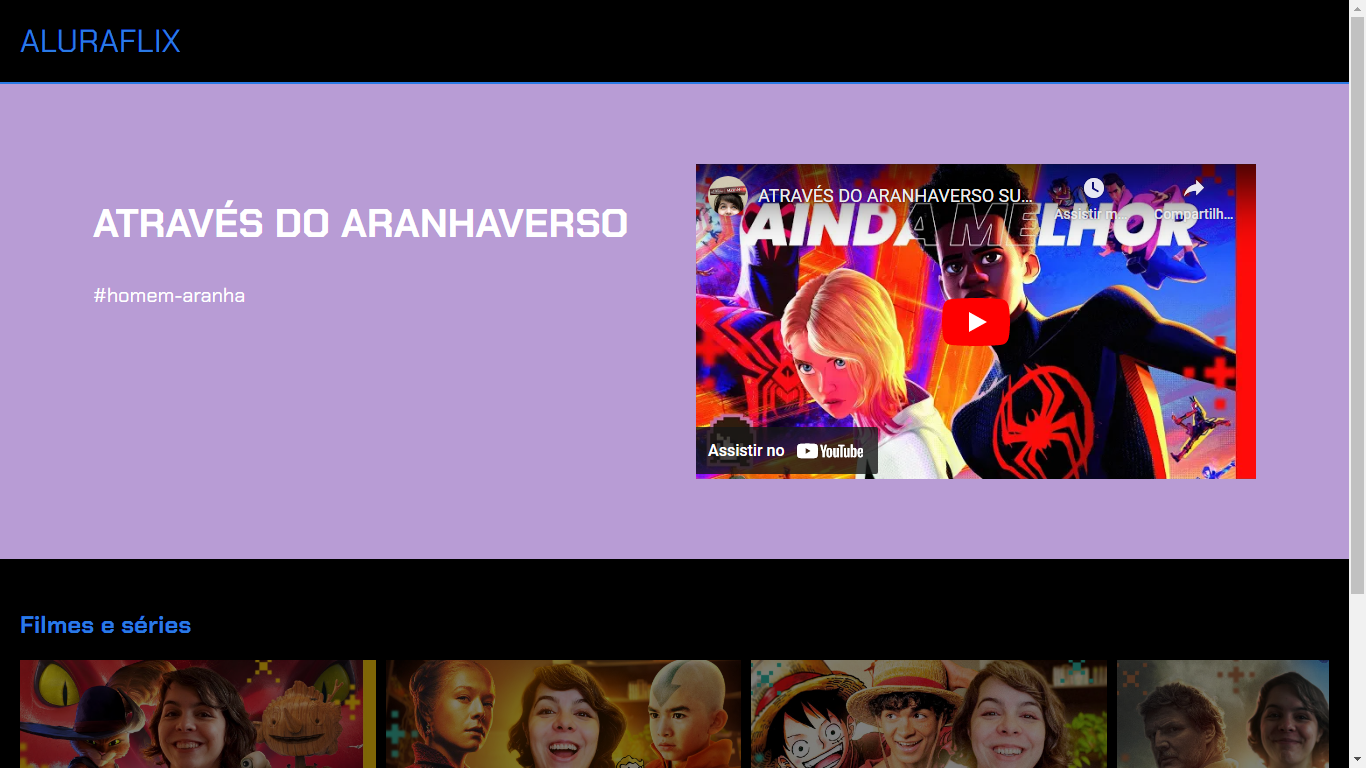 ALURAFLIX
ATRAVÉS DO ARANHAVERSO
#homem-aranha
ATRAVÉS DO ARANHAVERSO SU...
Assistir m...
Compartilh...
AINDA MELHOR
Assistir no YouTube
Filmes e séries